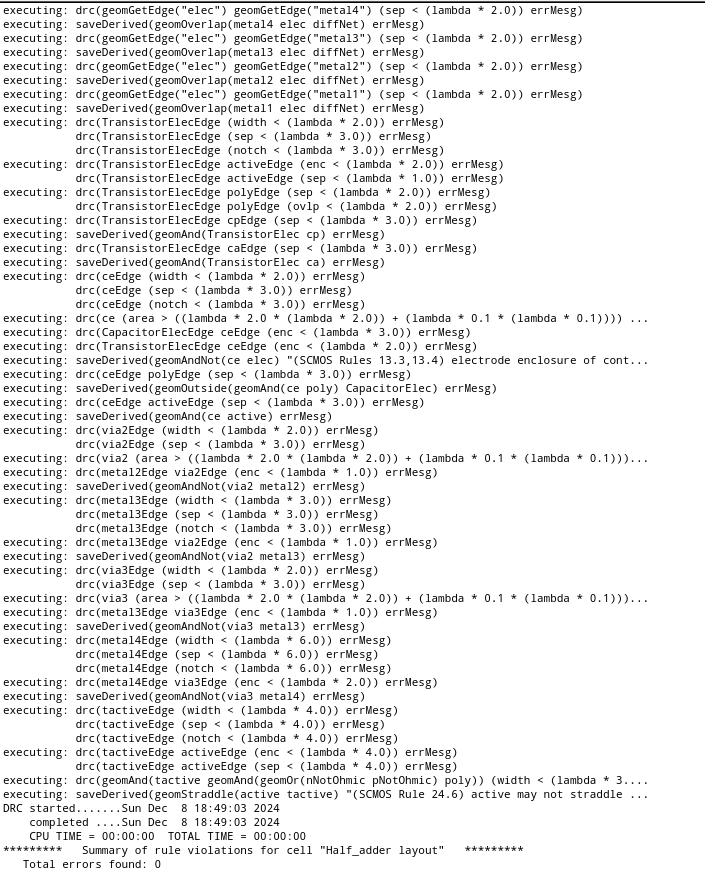 executing: drc(geomGetEdge("elec") geomGetEdge("metal4") (sep < (lambda * 2.0)) errMesg)
executing: saveDerived(geomOverlap(metal4 elec diffNet) errMesg)
executing: drc(geomGetEdge("elec") geomGetEdge("metal3") (sep < (lambda * 2.0)) errMesg)
executing: saveDerived(geomOverlap(metal3 elec diffNet) errMesg)
executing: drc(geomGetEdge("elec") geomGetEdge("metal2") (sep < (lambda * 2.0)) errMesg)
executing: saveDerived(geomOverlap(metal2 elec diffNet) errMesg)
executing: drc(geomGetEdge("elec") geomGetEdge("metal1") (sep < (lambda * 2.0)) errMesg)
executing: saveDerived(geomOverlap(metal1 elec diffNet) errMesg)
executing: drc(TransistorElecEdge (width < (lambda * 2.0)) errMesg)
           drc(TransistorElecEdge (sep < (lambda * 3.0)) errMesg)
           drc(TransistorElecEdge (notch < (lambda * 3.0)) errMesg)
executing: drc(TransistorElecEdge activeEdge (enc < (lambda * 2.0)) errMesg)
           drc(TransistorElecEdge activeEdge (sep < (lambda * 1.0)) errMesg)
executing: drc(TransistorElecEdge polyEdge (sep < (lambda * 2.0)) errMesg)
           drc(TransistorElecEdge polyEdge (ovlp < (lambda * 2.0)) errMesg)
executing: drc(TransistorElecEdge cpEdge (sep < (lambda * 3.0)) errMesg)
executing: saveDerived(geomAnd(TransistorElec cp) errMesg)
executing: drc(TransistorElecEdge caEdge (sep < (lambda * 3.0)) errMesg)
executing: saveDerived(geomAnd(TransistorElec ca) errMesg)
executing: drc(ceEdge (width < (lambda * 2.0)) errMesg)
           drc(ceEdge (sep < (lambda * 3.0)) errMesg)
           drc(ceEdge (notch < (lambda * 3.0)) errMesg)
executing: drc(ce (area > ((lambda * 2.0 * (lambda * 2.0)) + (lambda * 0.1 * (lambda * 0.1)))) ...
executing: drc(CapacitorElecEdge ceEdge (enc < (lambda * 3.0)) errMesg)
executing: drc(TransistorElecEdge ceEdge (enc < (lambda * 2.0)) errMesg)
executing: saveDerived(geomAndNot(ce elec) "(SCMOS Rules 13.3,13.4) electrode enclosure of cont...
executing: drc(ceEdge polyEdge (sep < (lambda * 3.0)) errMesg)
executing: saveDerived(geomOutside(geomAnd(ce poly) CapacitorElec) errMesg)
executing: drc(ceEdge activeEdge (sep < (lambda * 3.0)) errMesg)
executing: saveDerived(geomAnd(ce active) errMesg)
executing: drc(via2Edge (width < (lambda * 2.0)) errMesg)
           drc(via2Edge (sep < (lambda * 3.0)) errMesg)
executing: drc(via2 (area > ((lambda * 2.0 * (lambda * 2.0)) + (lambda * 0.1 * (lambda * 0.1)))...
executing: drc(metal2Edge via2Edge (enc < (lambda * 1.0)) errMesg)
executing: saveDerived(geomAndNot(via2 metal2) errMesg)
executing: drc(metal3Edge (width < (lambda * 3.0)) errMesg)
           drc(metal3Edge (sep < (lambda * 3.0)) errMesg)
           drc(metal3Edge (notch < (lambda * 3.0)) errMesg)
executing: drc(metal3Edge via2Edge (enc < (lambda * 1.0)) errMesg)
executing: saveDerived(geomAndNot(via2 metal3) errMesg)
executing: drc(via3Edge (width < (lambda * 2.0)) errMesg)
           drc(via3Edge (sep < (lambda * 3.0)) errMesg)
executing: drc(via3 (area > ((lambda * 2.0 * (lambda * 2.0)) + (lambda * 0.1 * (lambda * 0.1)))...
executing: drc(metal3Edge via3Edge (enc < (lambda * 1.0)) errMesg)
executing: saveDerived(geomAndNot(via3 metal3) errMesg)
executing: drc(metal4Edge (width < (lambda * 6.0)) errMesg)
           drc(metal4Edge (sep < (lambda * 6.0)) errMesg)
           drc(metal4Edge (notch < (lambda * 6.0)) errMesg)
executing: drc(metal4Edge via3Edge (enc < (lambda * 2.0)) errMesg)
executing: saveDerived(geomAndNot(via3 metal4) errMesg)
executing: drc(tactiveEdge (width < (lambda * 4.0)) errMesg)
           drc(tactiveEdge (sep < (lambda * 4.0)) errMesg)
           drc(tactiveEdge (notch < (lambda * 4.0)) errMesg)
executing: drc(tactiveEdge activeEdge (enc < (lambda * 4.0)) errMesg)
           drc(tactiveEdge activeEdge (sep < (lambda * 4.0)) errMesg)
executing: drc(geomAnd(tactive geomAnd(geomOr(nNotOhmic pNotOhmic) poly)) (width < (lambda * 3....
executing: saveDerived(geomStraddle(active tactive) "(SCMOS Rule 24.6) active may not straddle ...
DRC started.......Sun Dec  8 18:49:03 2024
    completed ....Sun Dec  8 18:49:03 2024
    CPU TIME = 00:00:00  TOTAL TIME = 00:00:00
*********   Summary of rule violations for cell "Half_adder layout"   *********
   Total errors found: 0